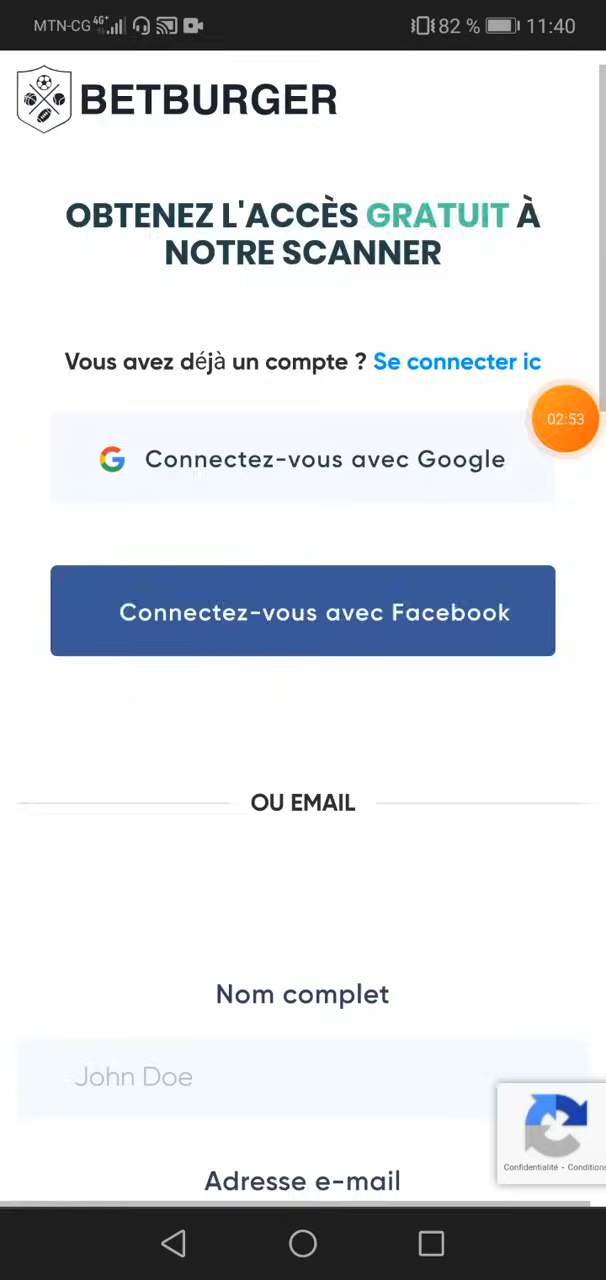 MTN-CG 4G+ 82 % 11:40
BETBURGER
OBTENEZ L'ACCÈS GRATUIT À
NOTRE SCANNER
Vous avez déjà un compte ? Se connecter ic
02:53
Connectez-vous avec Google
Connectez-vous avec Facebook
OU EMAIL
Nom complet
John Doe
Confidentialité - Conditions
Adresse e-mail